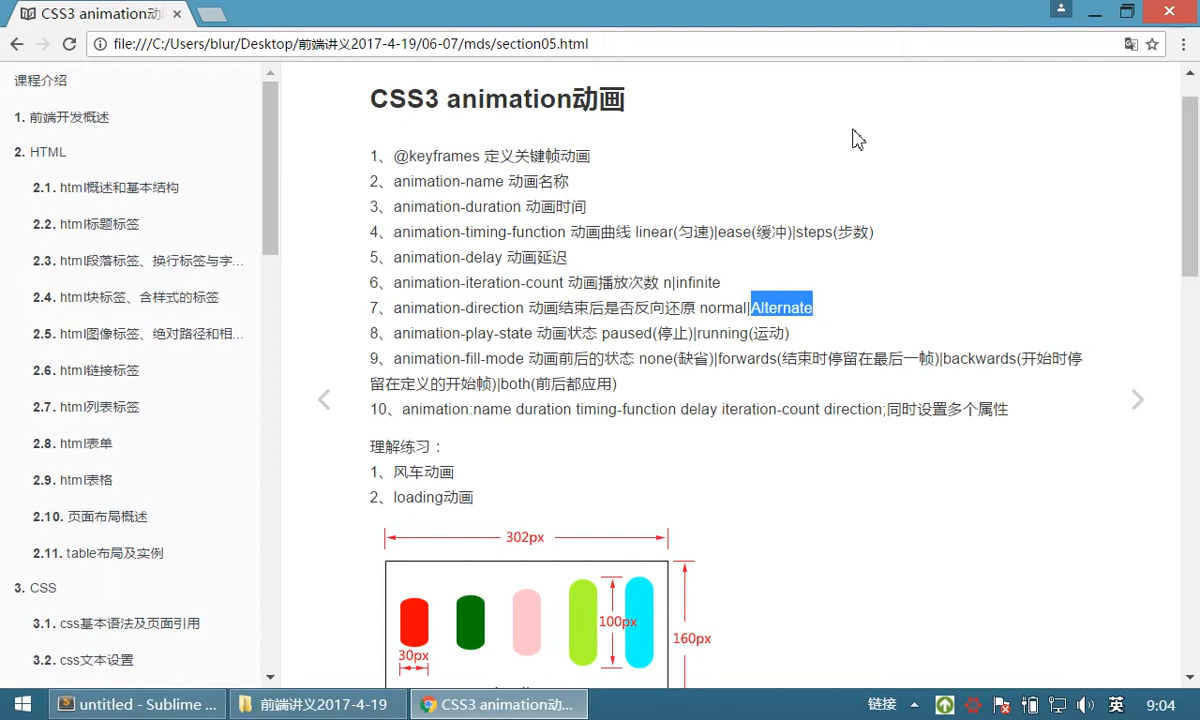 CSS3 animation动
file:///C:/Users/blur/Desktop/前端讲义2017-4-19/06-07/mds/section05.html
课程介绍
1. 前端开发概述
2. HTML
2.1. html概述和基本结构
2.2. html标题标签
2.3. html段落标签、换行标签与字...
2.4. html块标签、含样式的标签
2.5. html图像标签、绝对路径和相...
2.6. html链接标签
2.7. html列表标签
2.8. html表单
2.9. html表格
2.10. 页面布局概述
2.11. table布局及实例
3. CSS
3.1. css基本语法及页面引用
3.2. css文本设置
CSS3 animation动画
1、@keyframes 定义关键帧动画
2、animation-name 动画名称
3、animation-duration 动画时间
4、animation-timing-function 动画曲线 linear(匀速)|ease(缓冲)|steps(步数)
5、animation-delay 动画延迟
6、animation-iteration-count 动画播放次数 n|infinite
7、animation-direction 动画结束后是否反向还原 normal|Alternate
8、animation-play-state 动画状态 paused(停止)|running(运动)
9、animation-fill-mode 动画前后的状态 none(缺省)|forwards(结束时停留在最后一帧)|backwards(开始时停
留在定义的开始帧)|both(前后都应用)
10、animation:name duration timing-function delay iteration-count direction;同时设置多个属性
理解练习：
1、风车动画
2、loading动画
302px
100px
160px
30px
untitled - Sublime ...
前端讲义2017-4-19
CSS3 animation动...
链接
英
9:04